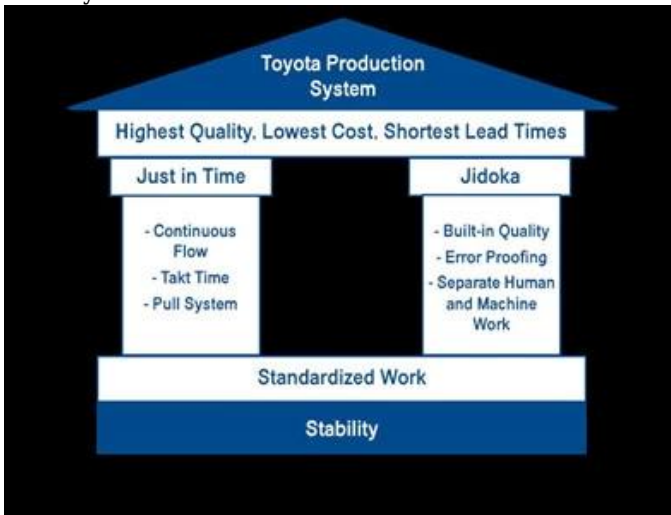 Toyota Production
System
Highest Quality, Lowest Cost, Shortest Lead Times
Just in Time
Jidoka
- Continuous
Flow
- Takt Time
- Pull System
- Built-in Quality
- Error Proofing
- Separate Human
and Machine
Work
Standardized Work
Stability